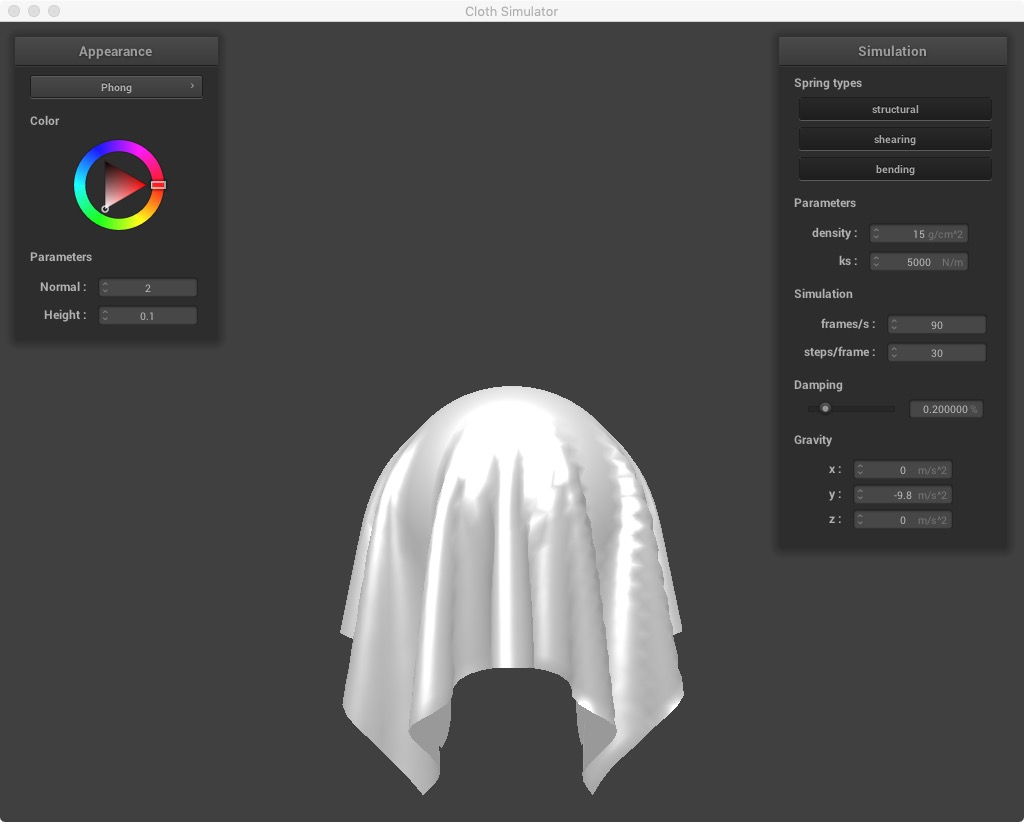 Cloth Simulator
Appearance
Phong
Color
Parameters
Normal : 2
Height : 0.1
Simulation
Spring types
structural
shearing
bending
Parameters
density : 15 g/cm^2
ks : 5000 N/m
Simulation
frames/s : 90
steps/frame : 30
Damping
0.200000 %
Gravity
x : 0 m/s^2
y : -9.8 m/s^2
z : 0 m/s^2